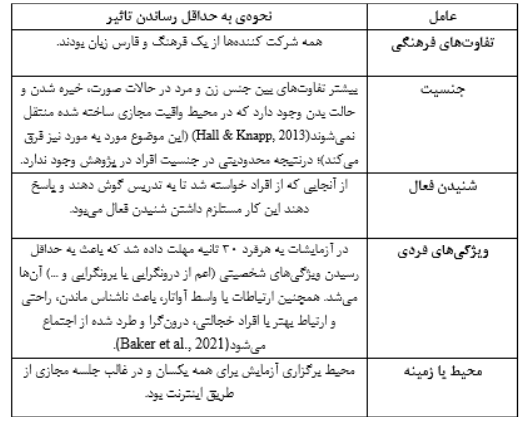 عامل	نحوه‌ی به حداقل رساندن تاثیر
تفاوت‌های فرهنگی	همه شرکت کننده‌ها از یک فرهنگ و فارس زبان بودند.
جنسیت	بیشتر تفاوت‌های بین جنس زن و مرد در حالات صورت، خیره شدن و
حالت بدن وجود دارد که در محیط واقیت مجازی ساخته شده منتقل
نمی‌شوند(Hall & Knapp, 2013) (این موضوع مورد به مورد نیز فرق
می‌کند)؛ درنتیجه محدودیتی در جنسیت افراد در پژوهش وجود ندارد.
شنیدن فعال	از آنجایی که از افراد خواسته شد تا به تدریس گوش دهند و پاسخ
دهند این کار مستلزم داشتن شنیدن فعال می‌بود.
ویژگی‌های فردی	در آزمایشات به هرفرد ۳۰ ثانیه مهلت داده شد که باعث به حداقل
رسیدن ویژگی‌های شخصیتی (اعم از درونگرایی یا برونگرایی و ...) آن‌ها
می‌شد. همچنین ارتباطات با واسط آواتار، باعث ناشناس ماندن، راحتی
و ارتباط بهتر با افراد خجالتی، درون‌گرا و طرد شده از اجتماع
می‌شود(Baker et al., 2021).
محیط یا زمینه	محیط برگزاری آزمایش برای همه یکسان و در قالب جلسه مجازی از
طریق اینترنت بود.